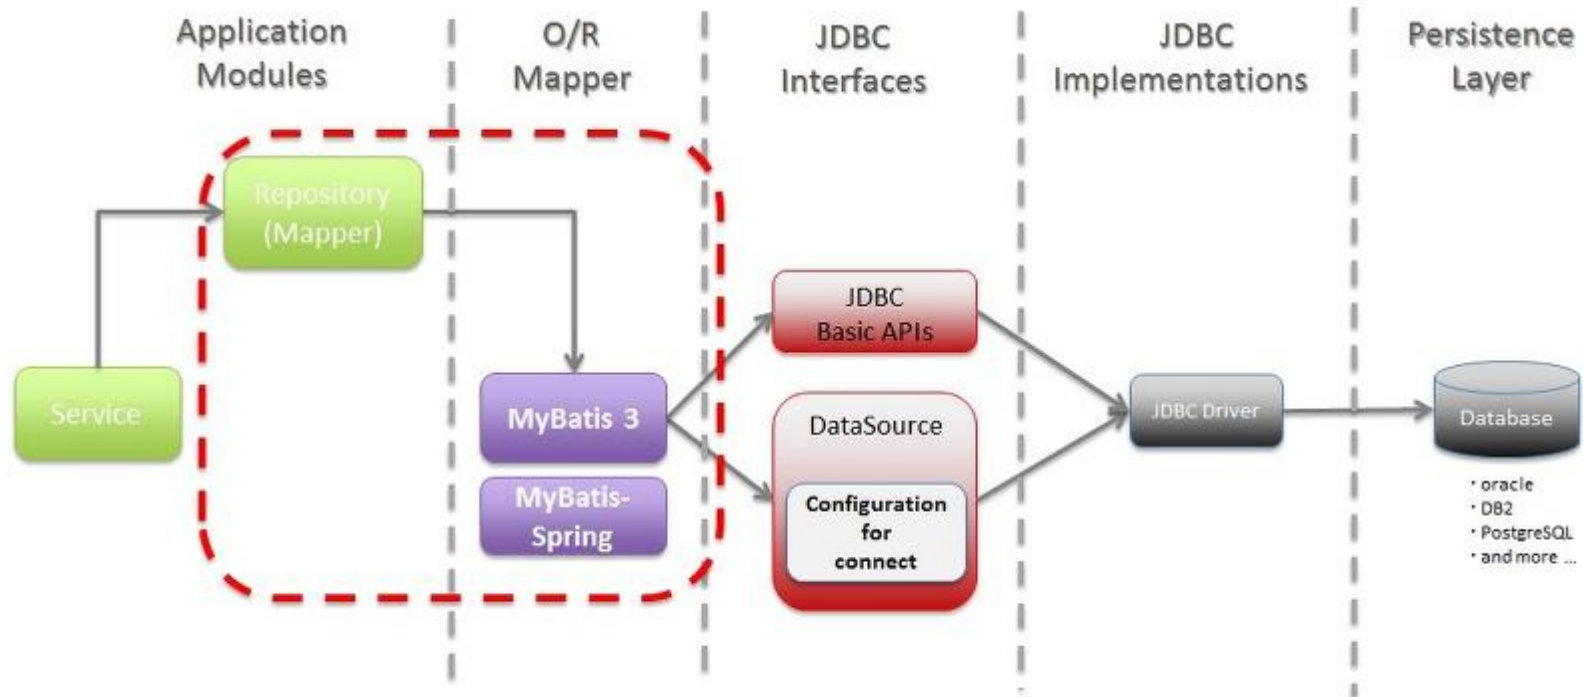 Application
Modules
O/R
Mapper
JDBC
Interfaces
JDBC
Implementations
Persistence
Layer
Repository
(Mapper)
Service
MyBatis 3
MyBatis-
Spring
JDBC
Basic APIs
DataSource
Configuration
for
connect
JDBC Driver
Database
・oracle
・DB2
・PostgreSQL
・and more ...